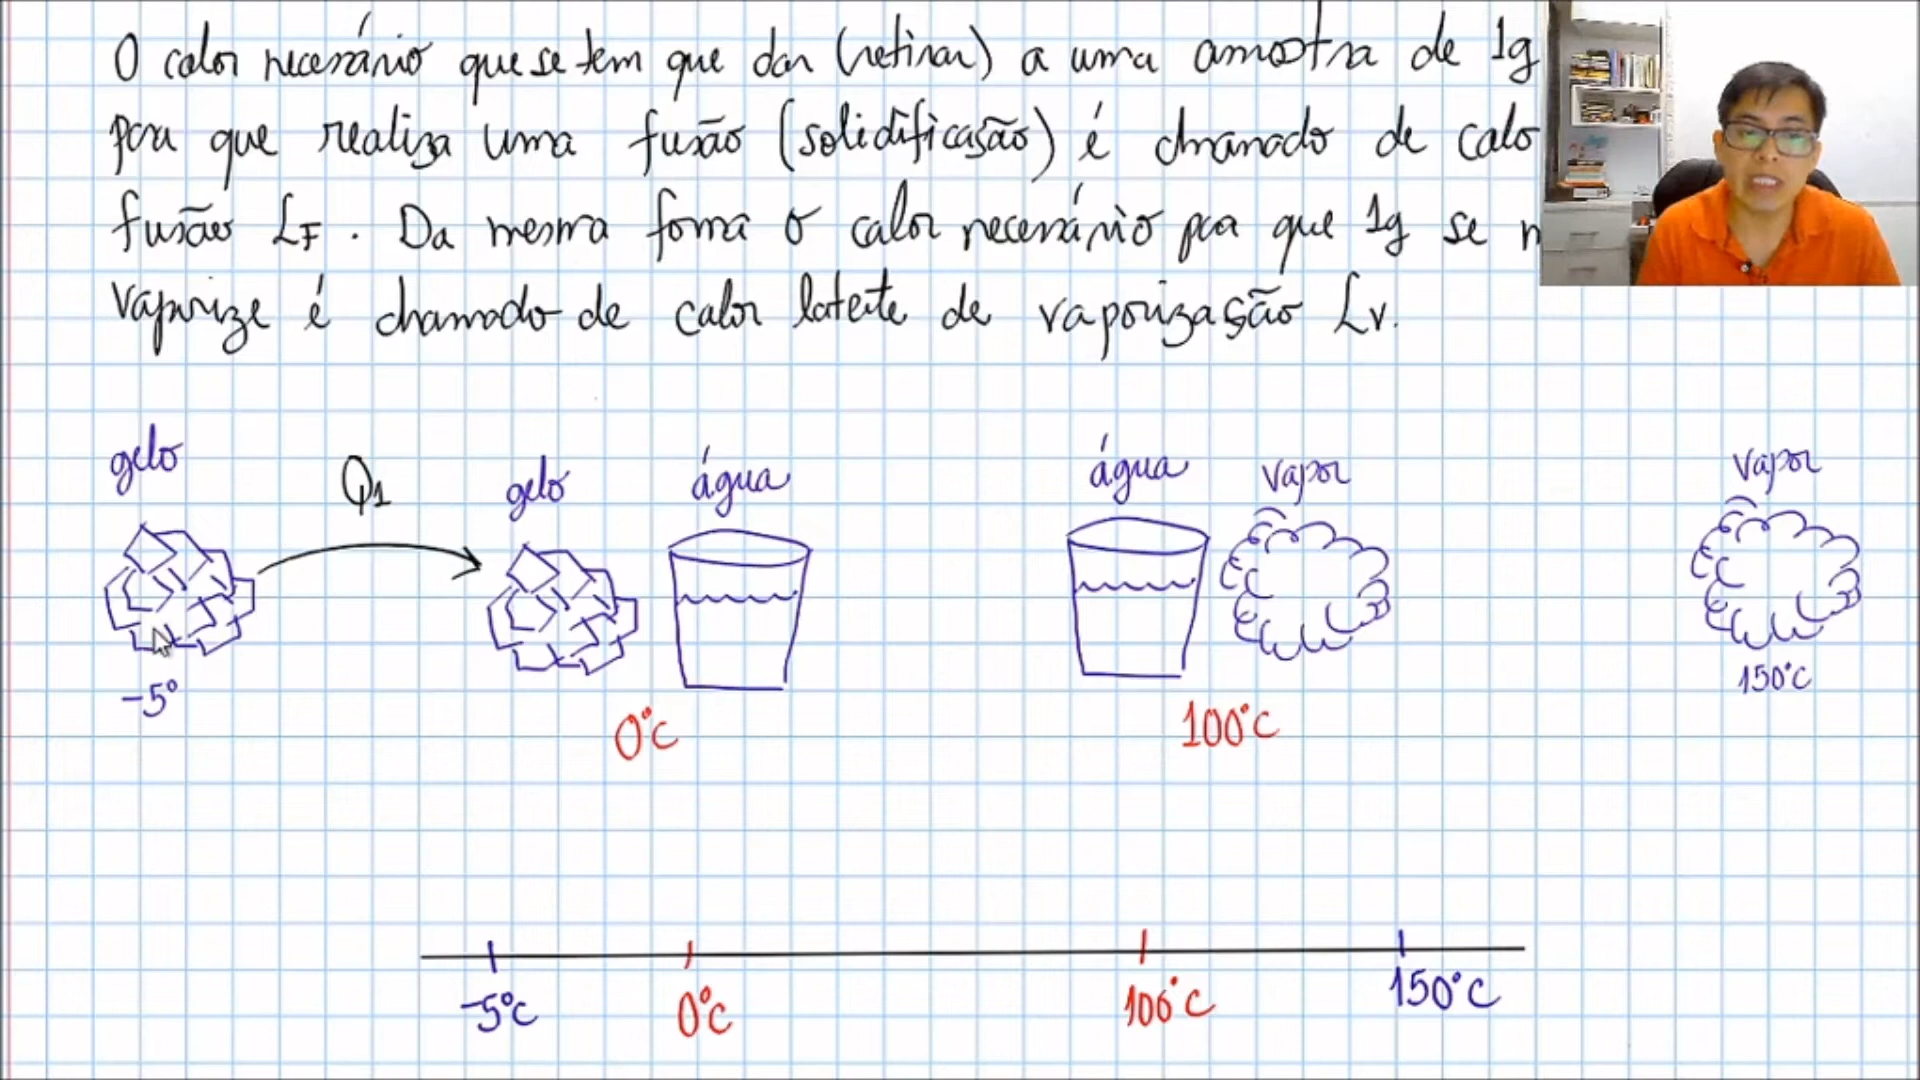 O calor necessário que se tem que dar (retirar) a uma amostra de 1g
para que realiza uma fusão (solidificação) é chamado de calo
fusão LF . Da mesma forma o calor necessário para que 1g se
vaporize é chamado de calor latente de vaporização Lv.
gelo Q1 gelo água água vapor vapor
-5° 0°C 100°C 150°C
-5°C 0°C 100°C 150°C